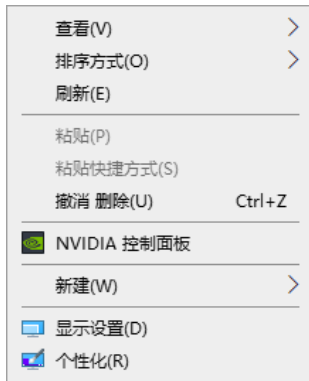 查看(V)
排序方式(O)
刷新(E)
粘贴(P)
粘贴快捷方式(S)
撤消 删除(U) Ctrl+Z
NVIDIA 控制面板
新建(W)
显示设置(D)
个性化(R)